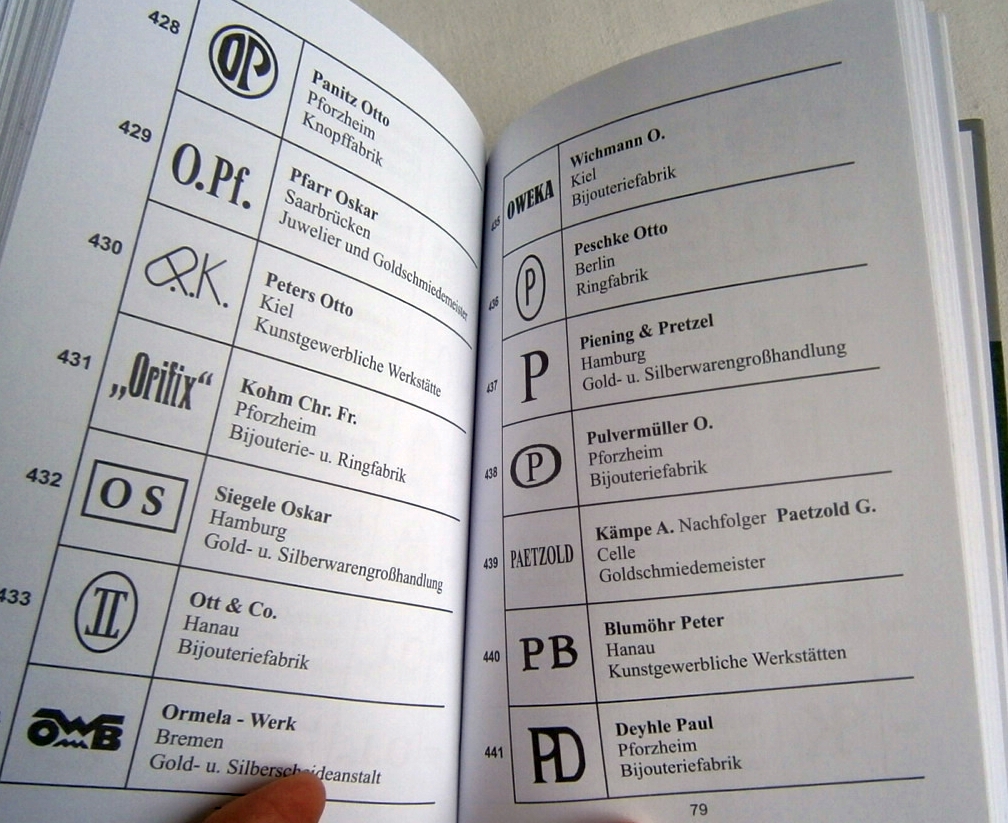 428
OP
Panitz Otto
Pforzheim
Knopffabrik
429
O.Pf.
Pfarr Oskar
Saarbrücken
Juwelier und Goldschmiedemeister
430
P.K.
Peters Otto
Kiel
Kunstgewerbliche Werkstätte
431
„Orifix“
Kohm Chr. Fr.
Pforzheim
Bijouterie- u. Ringfabrik
432
O S
Siegele Oskar
Hamburg
Gold- u. Silberwarengroßhandlung
433
Ott & Co.
Hanau
Bijouteriefabrik
OWB
Ormela - Werk
Bremen
Gold- u. Silberscheideanstalt
435
OWEKA
Wichmann O.
Kiel
Bijouteriefabrik
436
P
Peschke Otto
Berlin
Ringfabrik
437
P
Piening & Pretzel
Hamburg
Gold- u. Silberwarengroßhandlung
438
P
Pulvermüller O.
Pforzheim
Bijouteriefabrik
439
PAETZOLD
Kämpe A. Nachfolger Paetzold G.
Celle
Goldschmiedemeister
440
PB
Blumöhr Peter
Hanau
Kunstgewerbliche Werkstätten
441
PD
Deyhle Paul
Pforzheim
Bijouteriefabrik
79